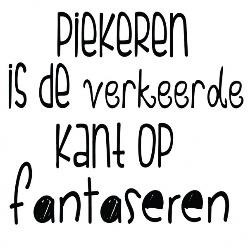 PIEKEREN
IS DE verkeerde
KANT OP
fantaseren